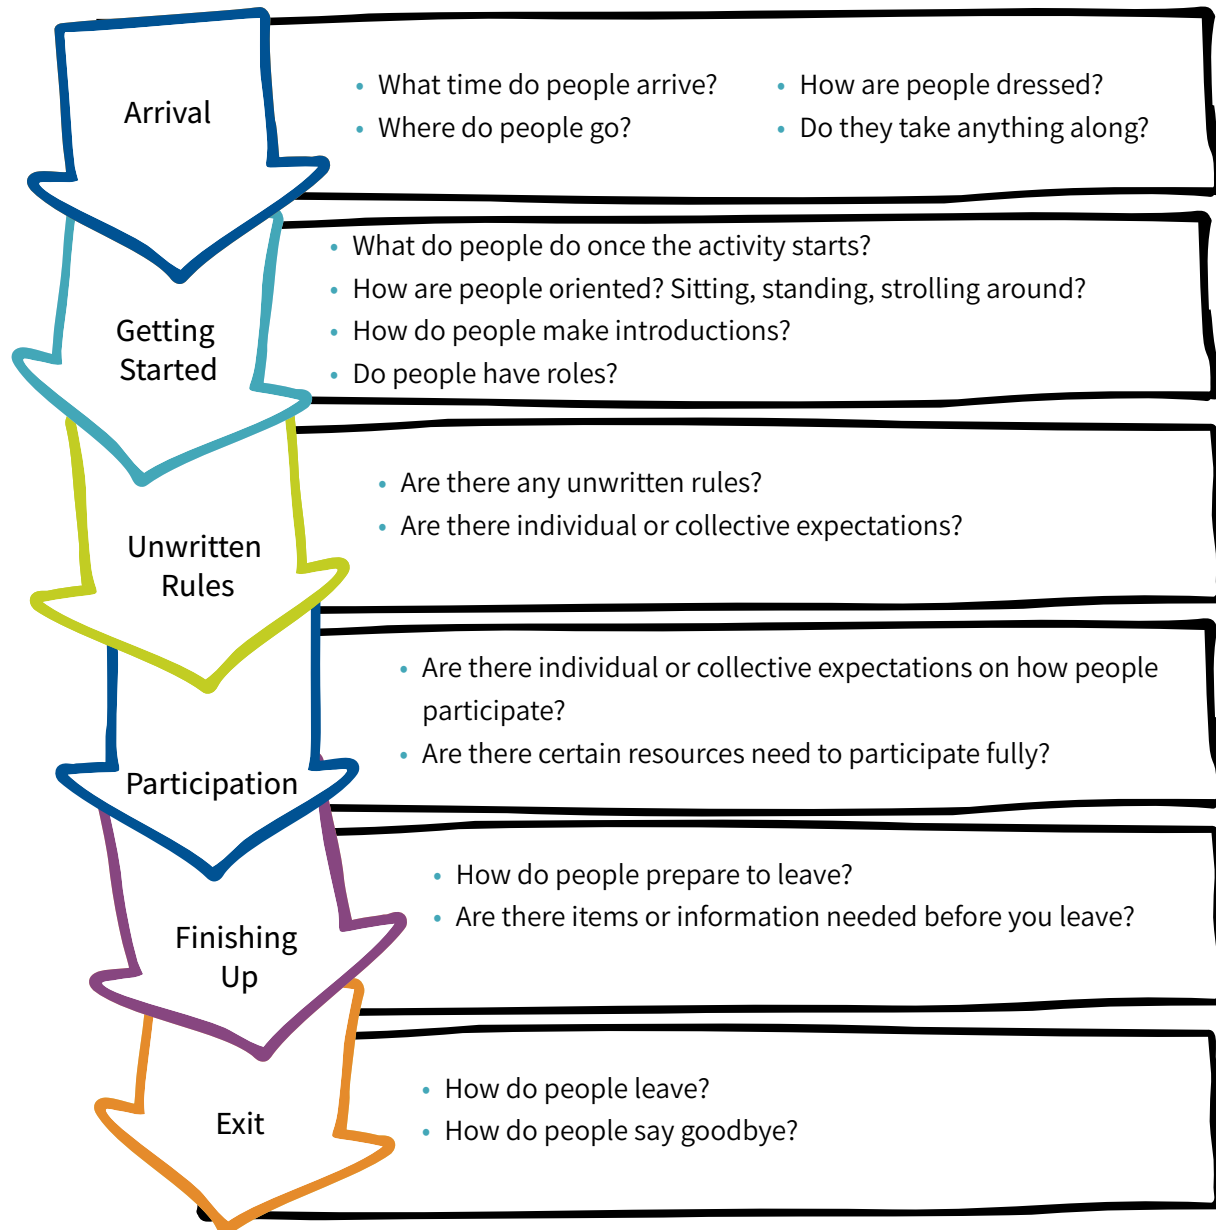 Arrival
• What time do people arrive?
• Where do people go?
• How are people dressed?
• Do they take anything along?
Getting
Started
• What do people do once the activity starts?
• How are people oriented? Sitting, standing, strolling around?
• How do people make introductions?
• Do people have roles?
Unwritten
Rules
• Are there any unwritten rules?
• Are there individual or collective expectations?
Participation
• Are there individual or collective expectations on how people
participate?
• Are there certain resources need to participate fully?
Finishing
Up
• How do people prepare to leave?
• Are there items or information needed before you leave?
Exit
• How do people leave?
• How do people say goodbye?